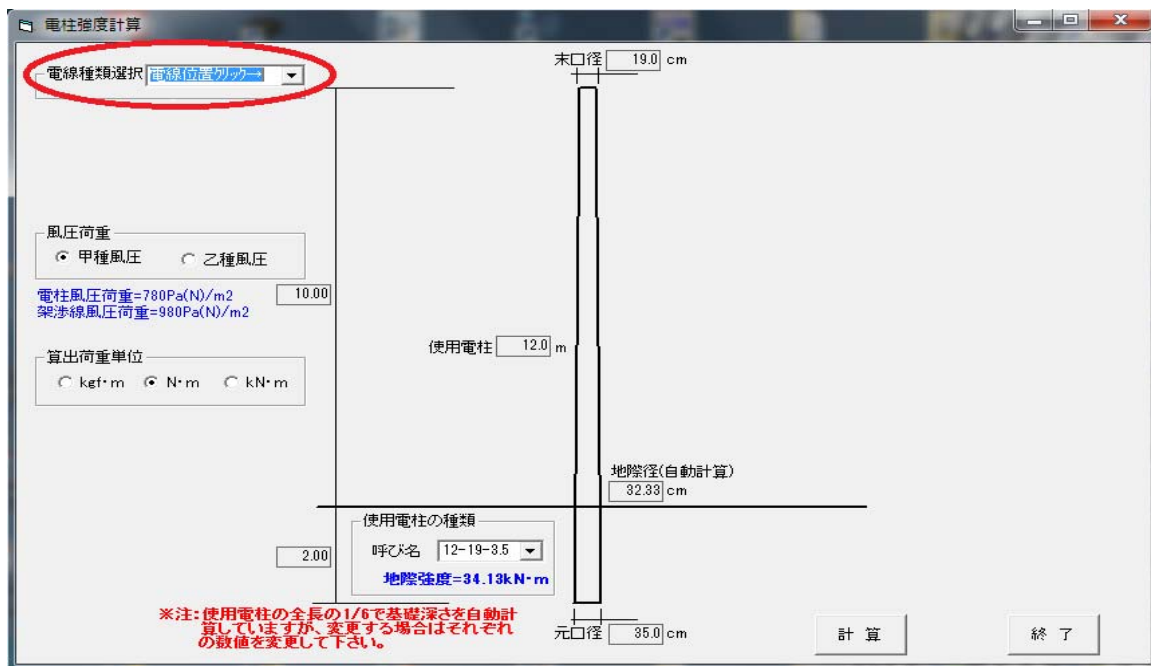 電柱強度計算
末口径 19.0 cm
電線種類選択 電線位置ｸﾘｯｸ→
風圧荷重
甲種風圧 乙種風圧
電柱風圧荷重=780Pa(N)/m2
架渉線風圧荷重=980Pa(N)/m2
10.00
使用電柱 12.0 m
算出荷重単位
kgf･m N･m kN･m
地際径(自動計算)
32.33 cm
使用電柱の種類
呼び名 12-19-3.5
地際強度=34.13kN･m
2.00
※注:使用電柱の全長の1/6で基礎深さを自動計
算していますが、変更する場合はそれぞれ
の数値を変更して下さい。
元口径 35.0 cm
計 算
終 了